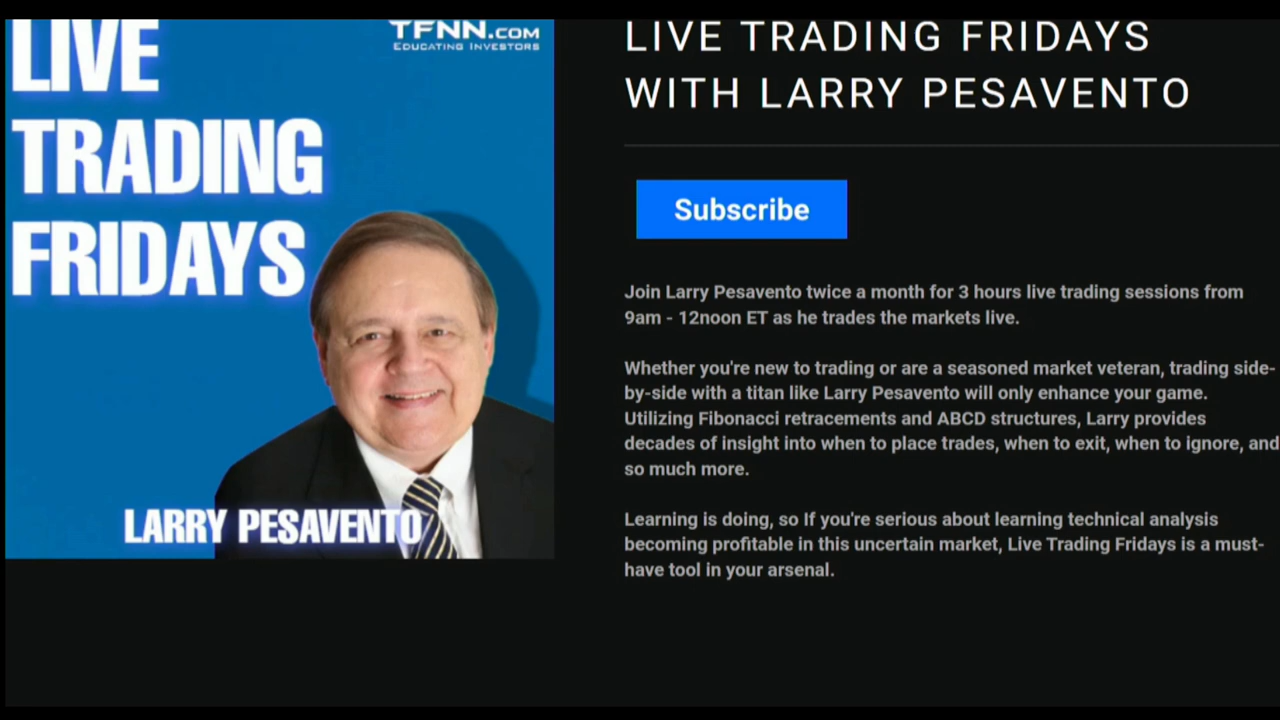 LIVE
TRADING
FRIDAYS
TFNN.COM
EDUCATING INVESTORS
LARRY PESAVENTO
LIVE TRADING FRIDAYS
WITH LARRY PESAVENTO
Subscribe
Join Larry Pesavento twice a month for 3 hours live trading sessions from
9am - 12noon ET as he trades the markets live.
Whether you're new to trading or are a seasoned market veteran, trading side-
by-side with a titan like Larry Pesavento will only enhance your game.
Utilizing Fibonacci retracements and ABCD structures, Larry provides
decades of insight into when to place trades, when to exit, when to ignore, and
so much more.
Learning is doing, so If you're serious about learning technical analysis
becoming profitable in this uncertain market, Live Trading Fridays is a must-
have tool in your arsenal.